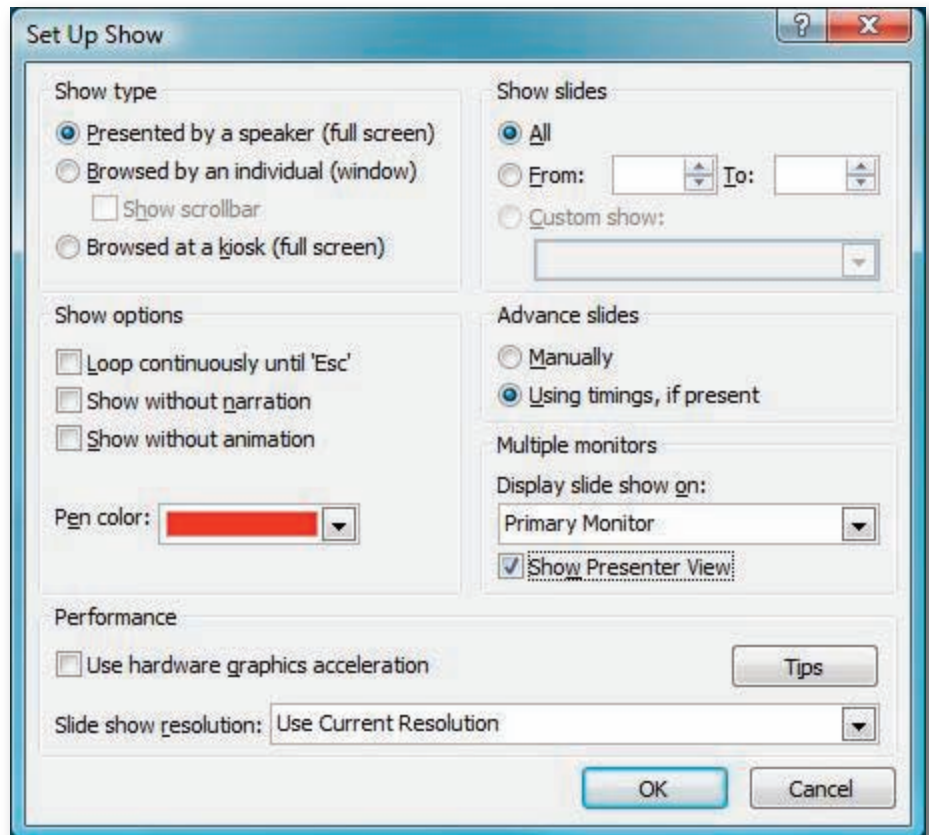 Set Up Show
Show type
Presented by a speaker (full screen)
Browsed by an individual (window)
Show scrollbar
Browsed at a kiosk (full screen)
Show slides
All
From: To:
Custom show:
Show options
Loop continuously until 'Esc'
Show without narration
Show without animation
Pen color:
Advance slides
Manually
Using timings, if present
Multiple monitors
Display slide show on:
Primary Monitor
Show Presenter View
Performance
Use hardware graphics acceleration
Tips
Slide show resolution: Use Current Resolution
OK Cancel